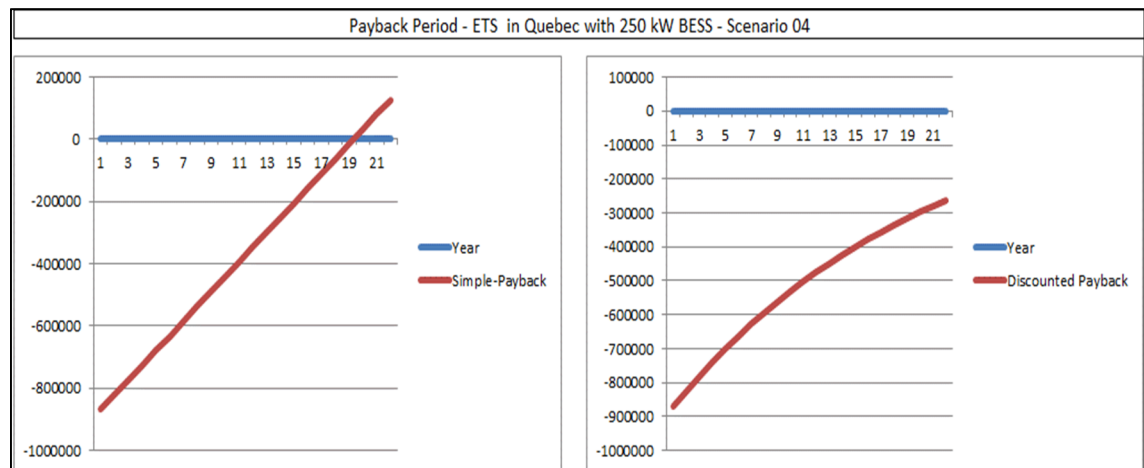 Payback Period - ETS in Quebec with 250 kW BESS - Scenario 04
200000
0
-200000
-400000
-600000
-800000
-1000000
1 3 5 7 9 11 13 15 17 19 21
Year
Simple-Payback
100000
0
-100000
-200000
-300000
-400000
-500000
-600000
-700000
-800000
-900000
-1000000
1 3 5 7 9 11 13 15 17 19 21
Year
Discounted Payback